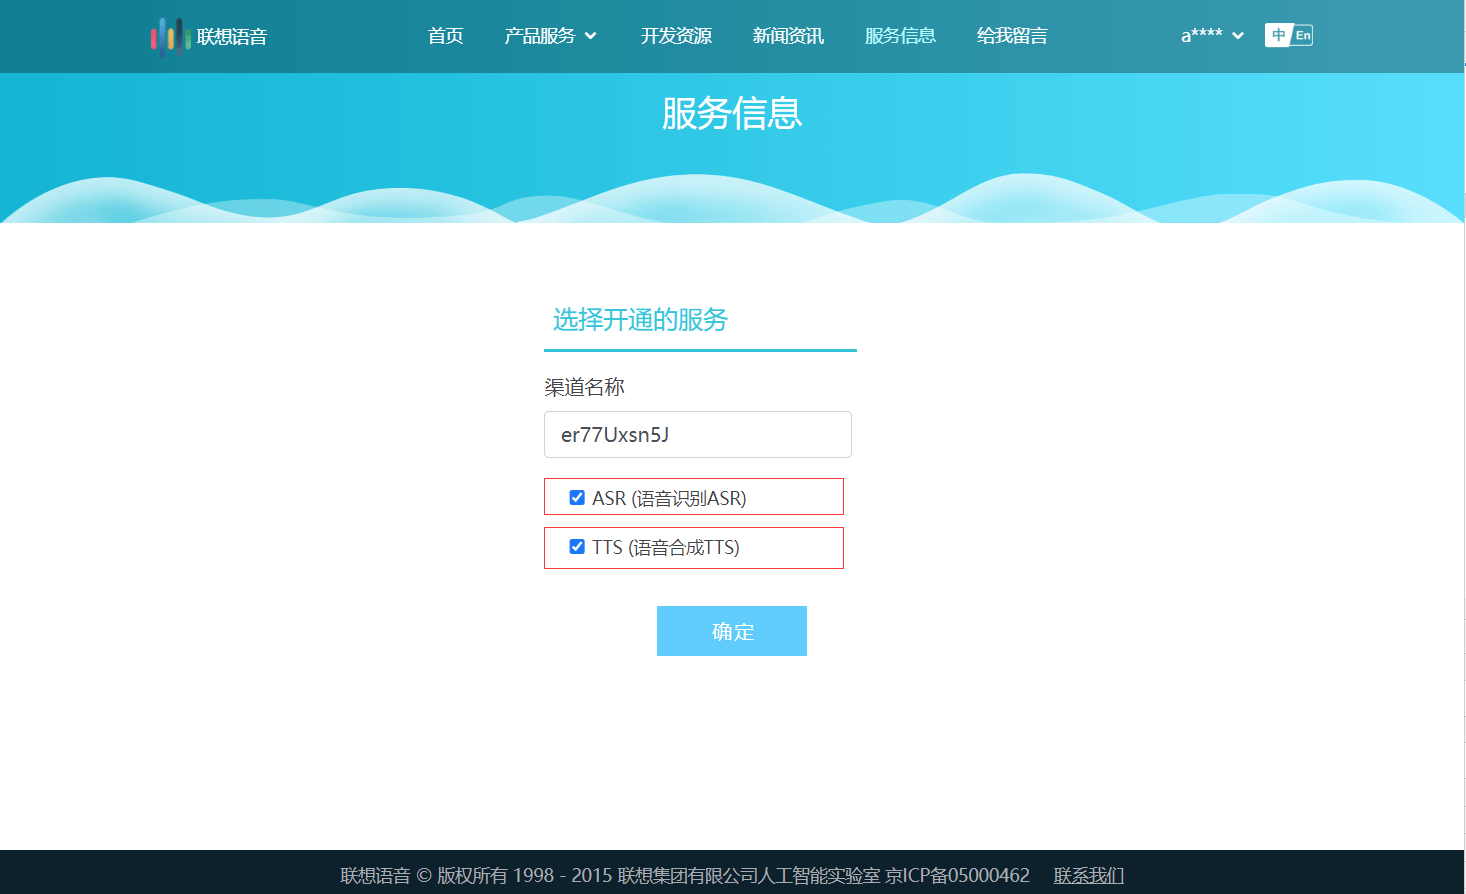 联想语音 首页 产品服务 开发资源 新闻资讯 服务信息 给我留言 a**** 中 En
服务信息
选择开通的服务
渠道名称
er77Uxsn5J
ASR (语音识别ASR)
TTS (语音合成TTS)
确定
联想语音 © 版权所有 1998 - 2015 联想集团有限公司人工智能实验室 京ICP备05000462 联系我们